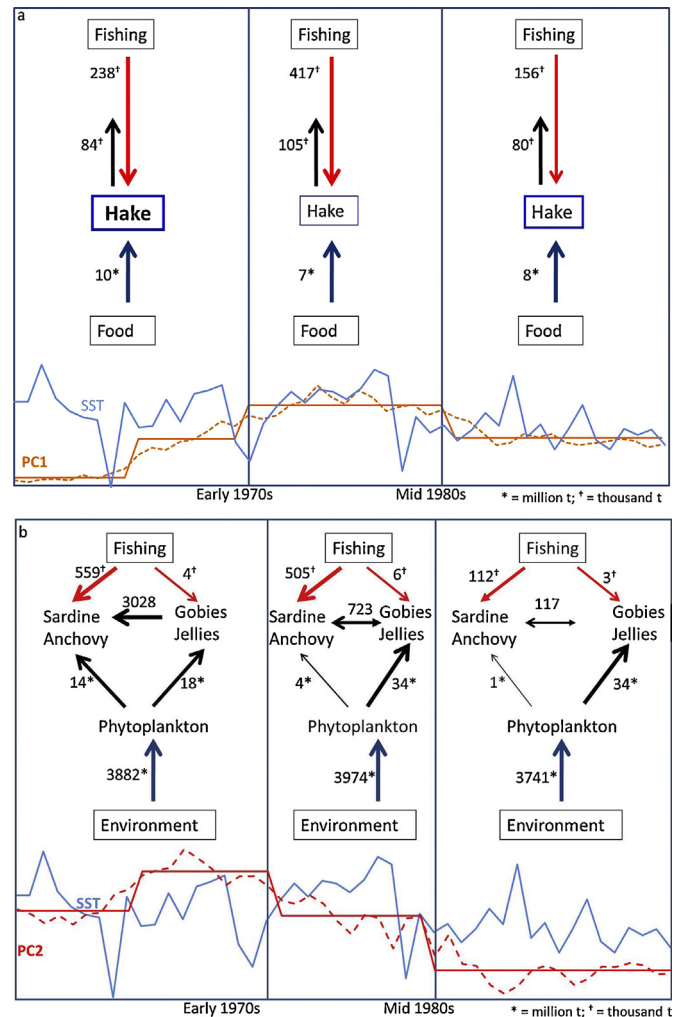 a
Fishing Fishing Fishing
238† 417† 156†
84† 105† 80†
Hake Hake Hake
10* 7* 8*
Food Food Food
SST
PC1
Early 1970s Mid 1980s * = million t; † = thousand t
b
Fishing Fishing Fishing
559† 4† 505† 6† 112† 3†
3028 723 117
Sardine Gobies Sardine Gobies Sardine Gobies
Anchovy Jellies Anchovy Jellies Anchovy Jellies
14* 18* 4* 34* 1* 34*
Phytoplankton Phytoplankton Phytoplankton
3882* 3974* 3741*
Environment Environment Environment
SST
PC2
Early 1970s Mid 1980s * = million t; † = thousand t